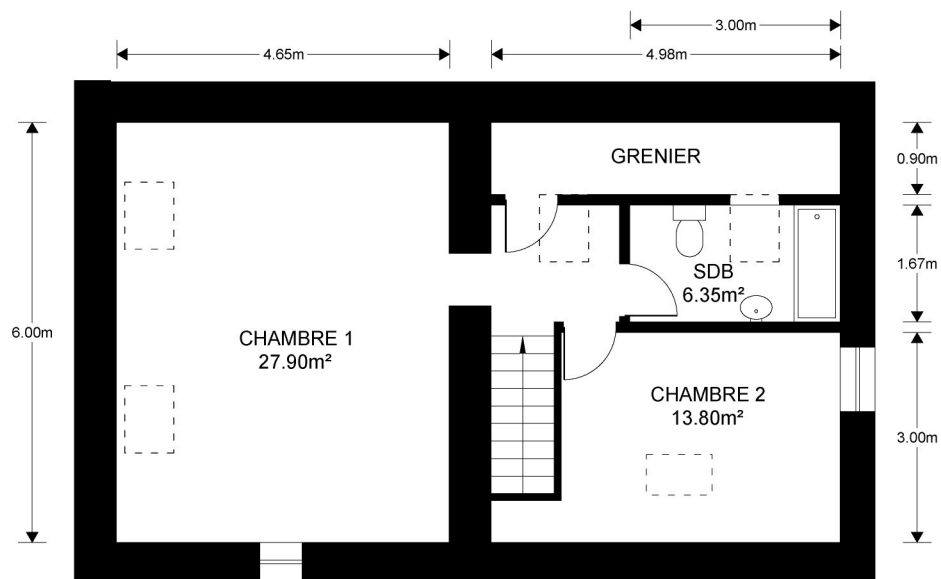 3.00m
4.65m
4.98m
GRENIER
0.90m
SDB
6.35m²
1.67m
6.00m
CHAMBRE 1
27.90m²
CHAMBRE 2
13.80m²
3.00m